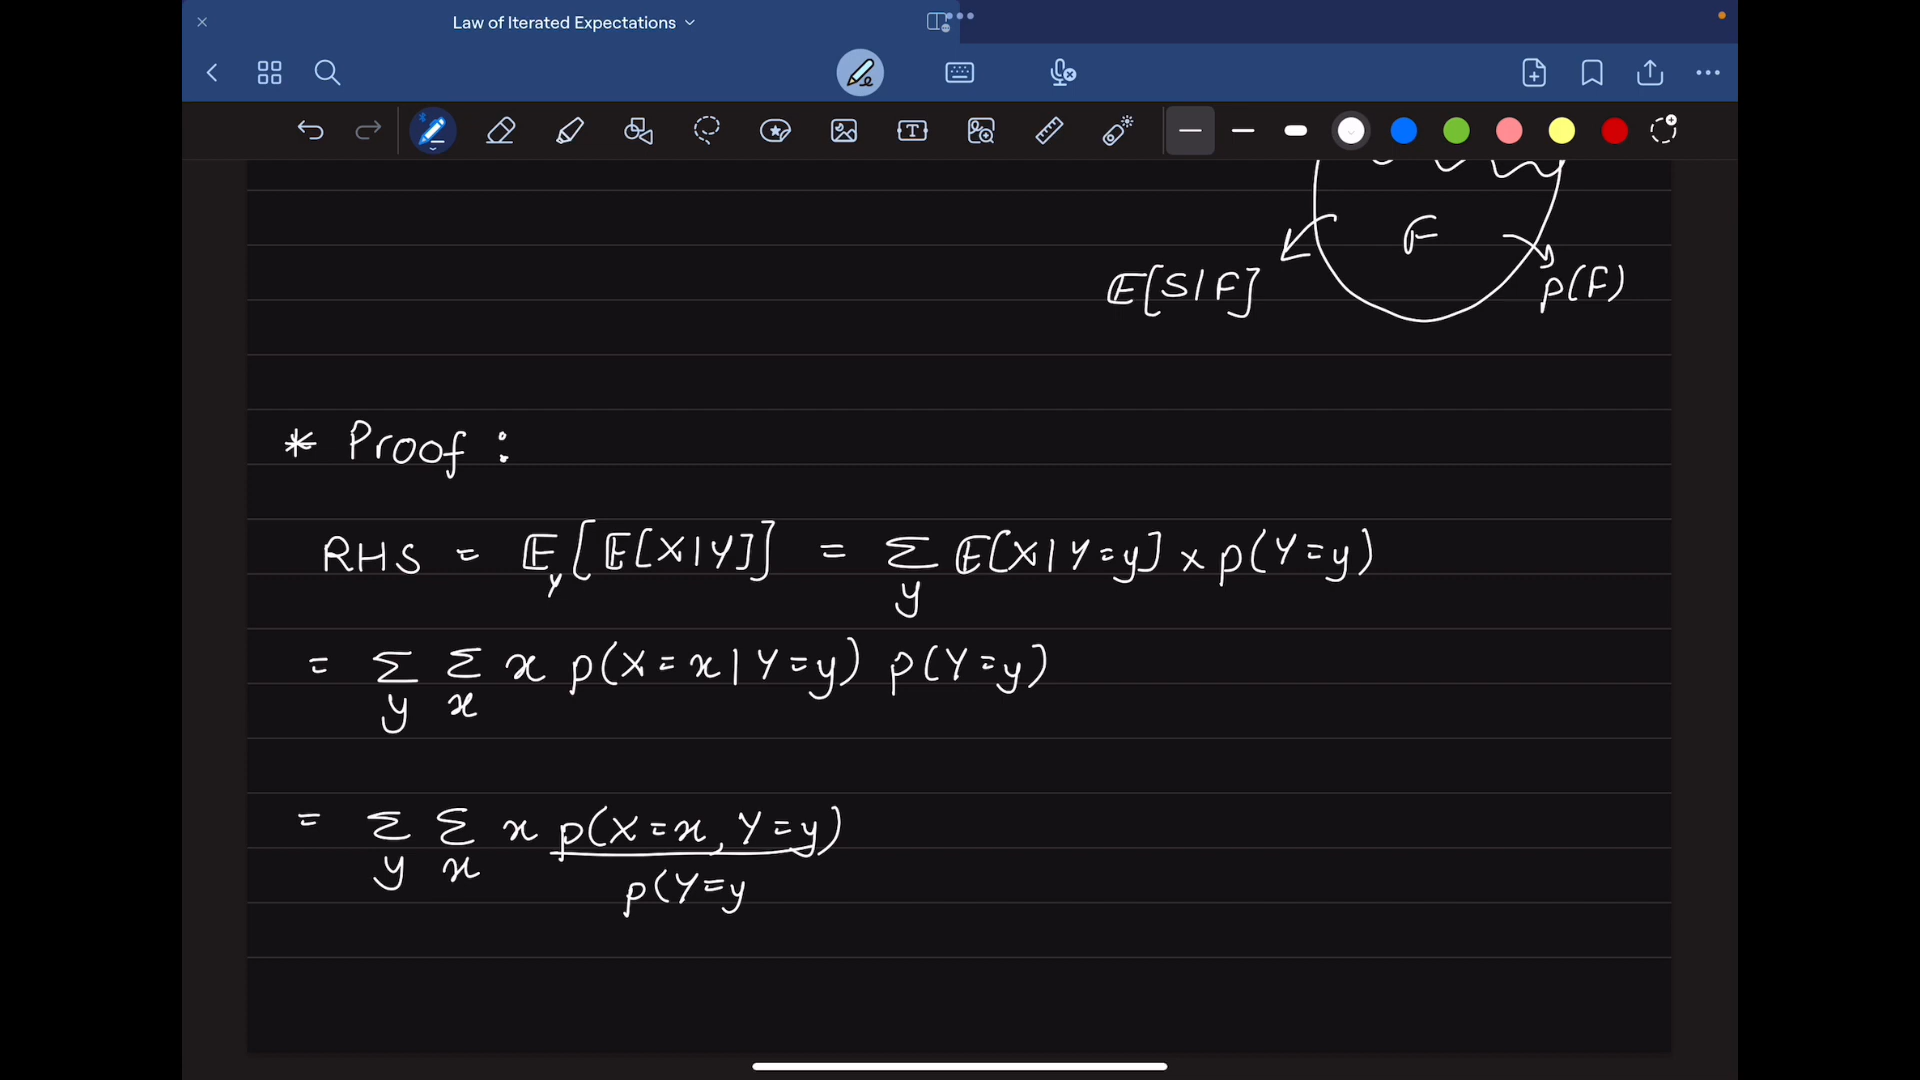 Law of Iterated Expectations
T
F
𝔼[S|F]
p(F)
* Proof :
RHS = 𝔼_Y[𝔼[X|Y]] = Σ_y 𝔼[X|Y=y] × p(Y=y)
= Σ_y Σ_x x p(X=x|Y=y) p(Y=y)
= Σ_y Σ_x x p(X=x, Y=y)
p(Y=y